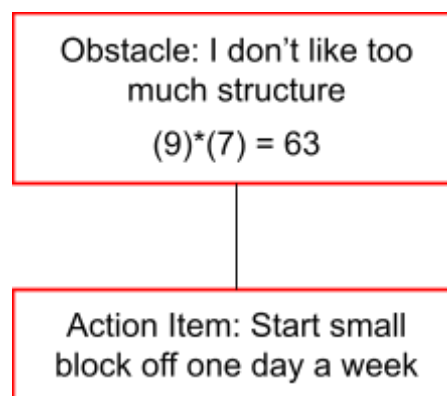 Obstacle: I don’t like too
much structure
(9)*(7) = 63
Action Item: Start small
block off one day a week